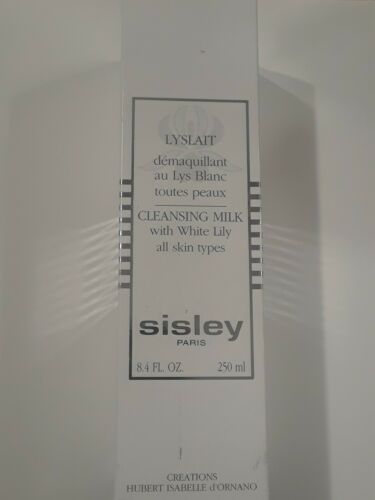 LYSLAIT
démaquillant
au Lys Blanc
toutes peaux
CLEANSING MILK
with White Lily
all skin types
sisley
PARIS
8.4 FL. OZ. 250 ml
CREATIONS
HUBERT ISABELLE d'ORNANO